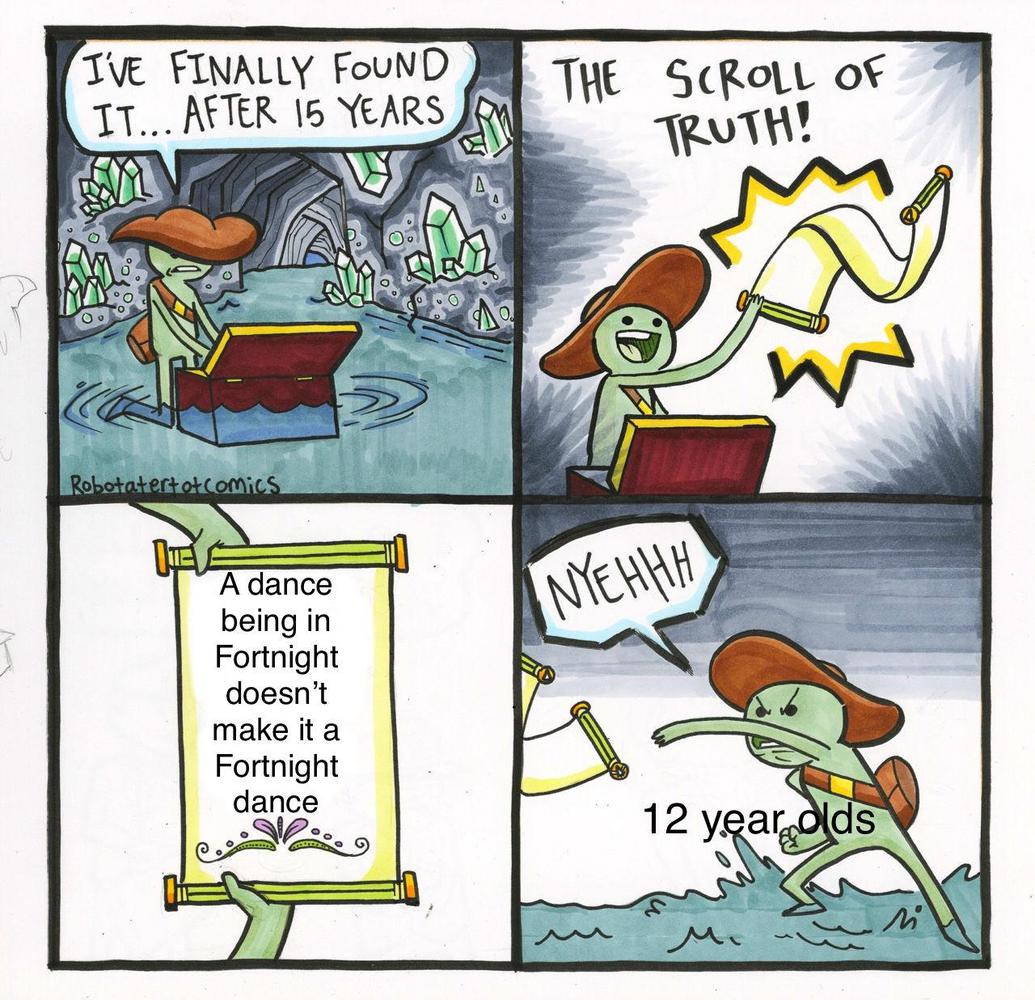 I'VE FINALLY FOUND
IT... AFTER 15 YEARS
Robotatertotcomics
THE SCROLL OF
TRUTH!
A dance
being in
Fortnight
doesn't
make it a
Fortnight
dance
NYEHHH
12 year olds